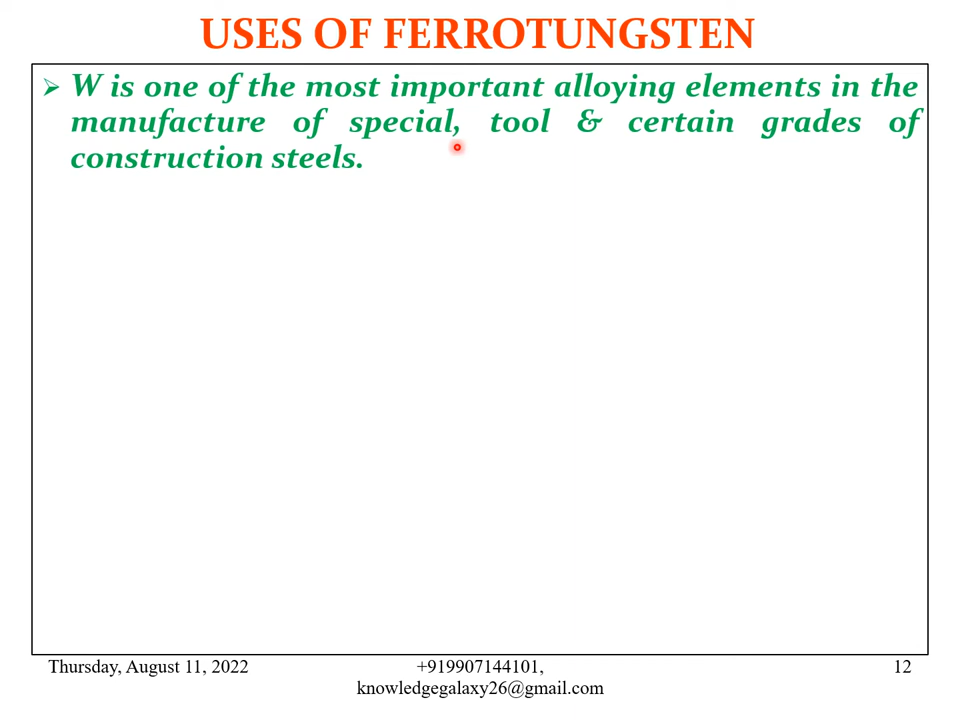 USES OF FERROTUNGSTEN
➢ W is one of the most important alloying elements in the
manufacture of special, tool & certain grades of
construction steels.
Thursday, August 11, 2022
+919907144101,
knowledgegalaxy26@gmail.com
12